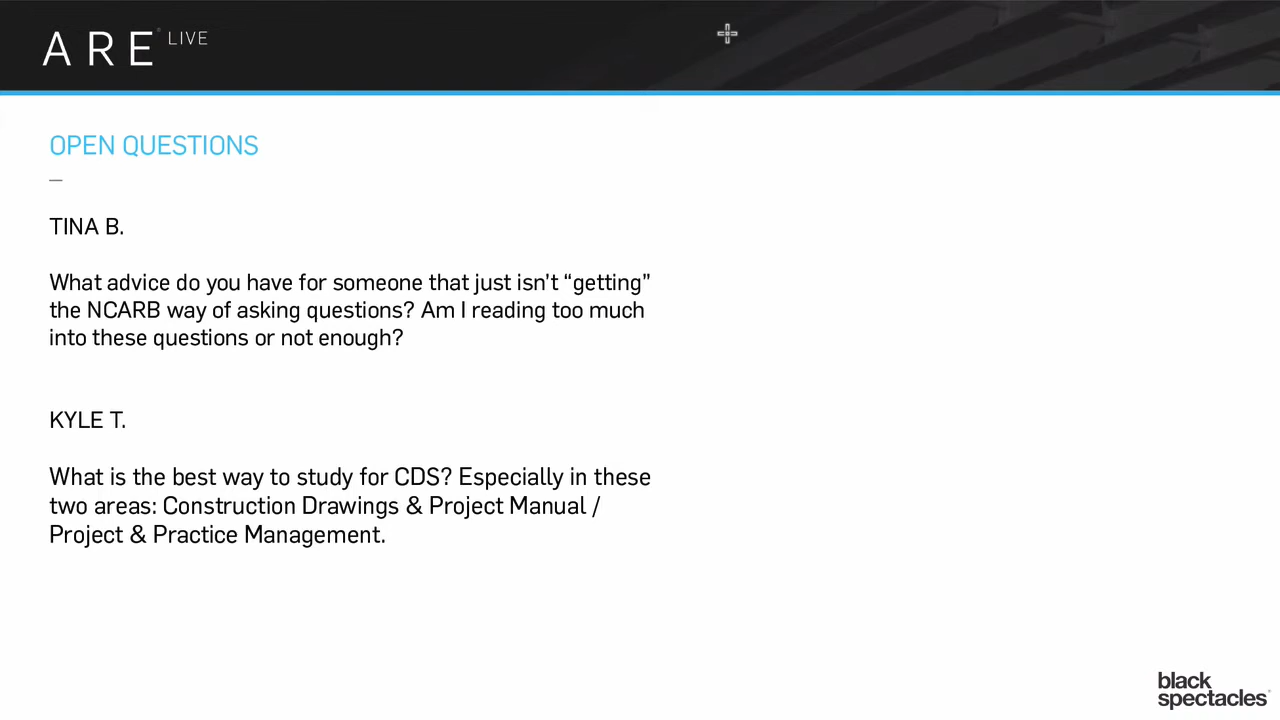 ARE LIVE
OPEN QUESTIONS
—
TINA B.
What advice do you have for someone that just isn’t “getting”
the NCARB way of asking questions? Am I reading too much
into these questions or not enough?
KYLE T.
What is the best way to study for CDS? Especially in these
two areas: Construction Drawings & Project Manual /
Project & Practice Management.
black
spectacles